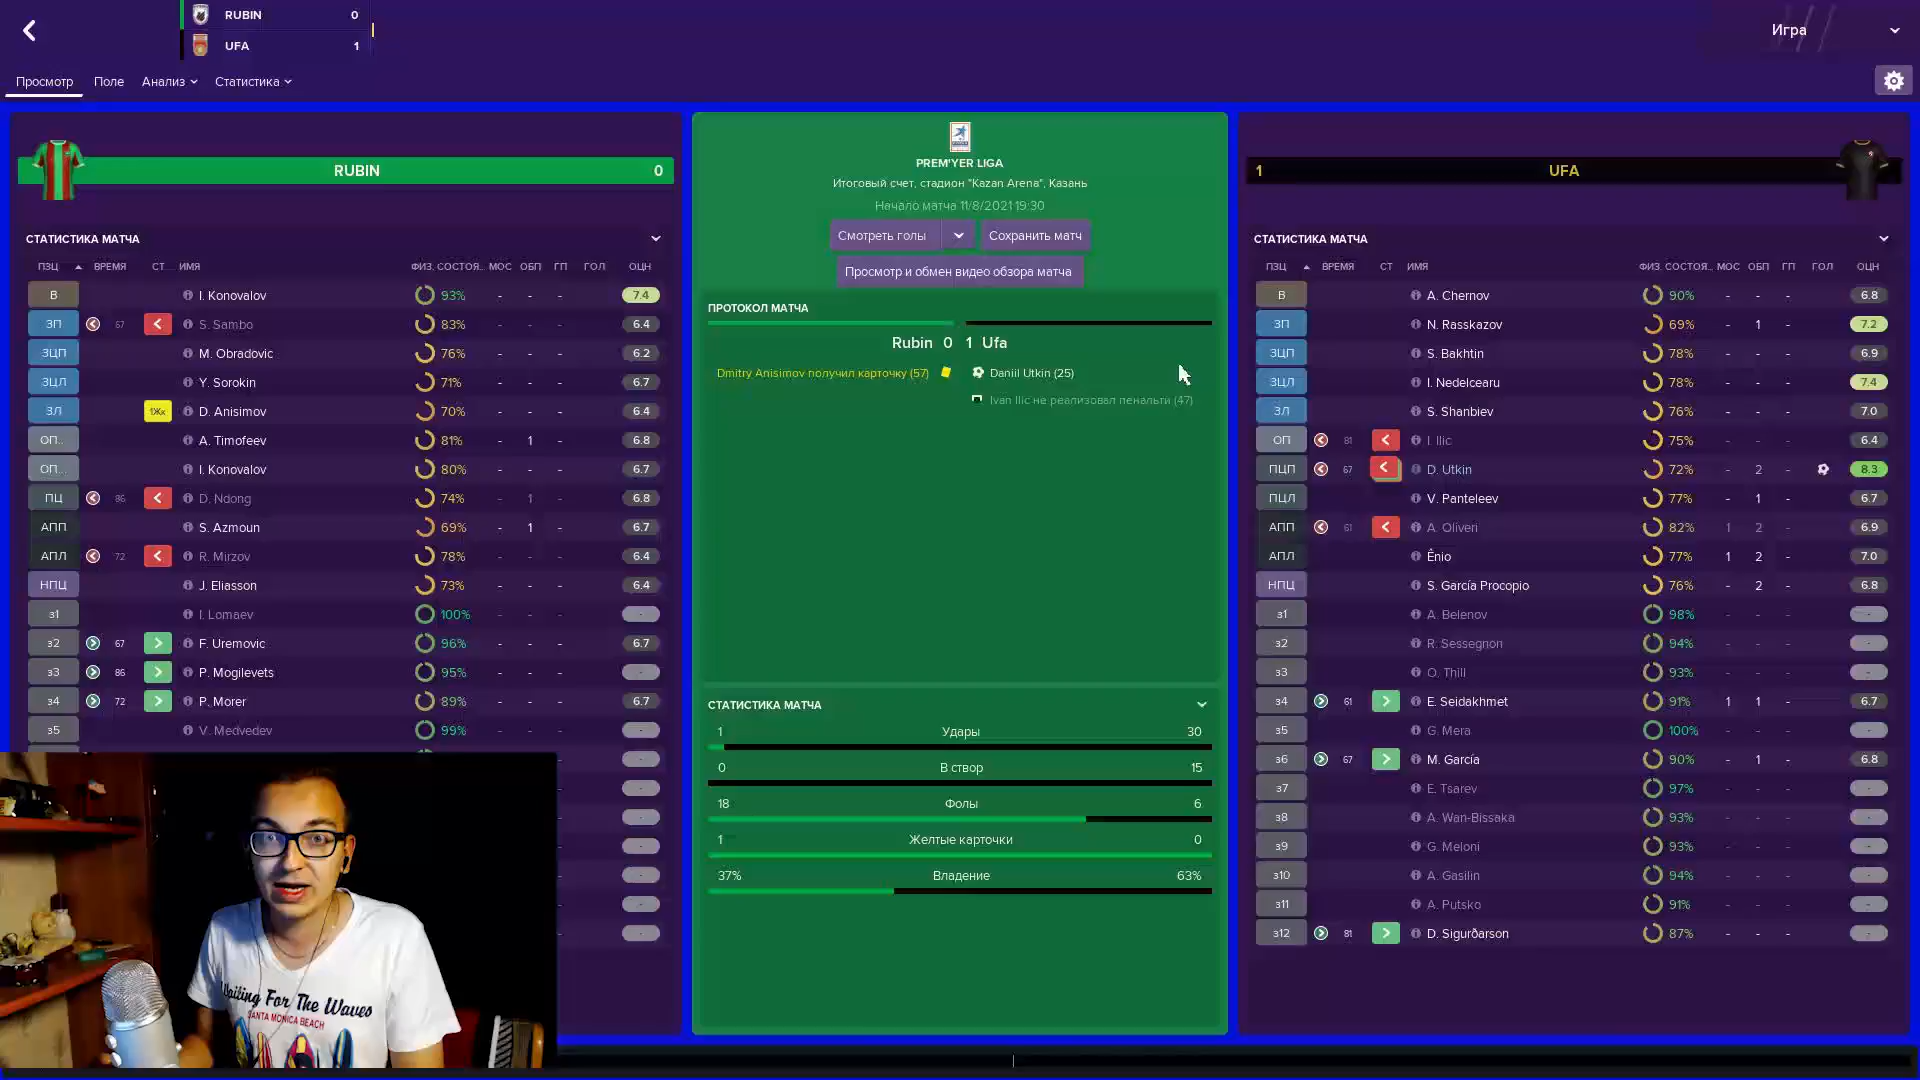 RUBIN 0
UFA 1
Игра
Просмотр Поле Анализ Статистика
RUBIN 0
СТАТИСТИКА МАТЧА
ПЗЦ ВРЕМЯ СТ... ИМЯ ФИЗ. СОСТОЯ... МОС ОБП ГП ГОЛ ОЦН
В I. Konovalov 93% - - - 7.4
ЗП 67 S. Sambo 83% - - - 6.4
ЗЦП M. Obradovic 76% - - - 6.2
ЗЦЛ Y. Sorokin 71% - - - 6.7
ЗЛ 1Жк D. Anisimov 70% - - - 6.4
ОП... A. Timofeev 81% - 1 - 6.8
ОП... I. Konovalov 80% - - - 6.7
ПЦ 86 D. Ndong 74% - 1 - 6.8
АПП S. Azmoun 69% - 1 - 6.7
АПЛ 72 R. Mirzov 78% - - - 6.4
НПЦ J. Eliasson 73% - - - 6.4
з1 I. Lomaev 100% - - - -
з2 67 F. Uremovic 96% - - - 6.7
з3 86 P. Mogilevets 95% - - - -
з4 72 P. Morer 89% - - - 6.7
з5 V. Medvedev 99% - - - -
PREM'YER LIGA
Итоговый счет, стадион "Kazan Arena", Казань
Начало матча 11/8/2021 19:30
Смотреть голы Сохранить матч
Просмотр и обмен видео обзора матча
ПРОТОКОЛ МАТЧА
Rubin 0 1 Ufa
Dmitry Anisimov получил карточку (57) Daniil Utkin (25)
Ivan Ilic не реализовал пенальти (47)
СТАТИСТИКА МАТЧА
1 Удары 30
0 В створ 15
18 Фолы 6
1 Желтые карточки 0
37% Владение 63%
1 UFA
СТАТИСТИКА МАТЧА
ПЗЦ ВРЕМЯ СТ ИМЯ ФИЗ. СОСТОЯ... МОС ОБП ГП ГОЛ ОЦН
В A. Chernov 90% - - - 6.8
ЗП N. Rasskazov 69% - 1 - 7.2
ЗЦП S. Bakhtin 78% - - - 6.9
ЗЦЛ I. Nedelcearu 78% - - - 7.4
ЗЛ S. Shanbiev 76% - - - 7.0
ОП 81 I. Ilic 75% - - - 6.4
ПЦП 67 D. Utkin 72% - 2 - 8.3
ПЦЛ V. Panteleev 77% - 1 - 6.7
АПП 61 A. Oliveri 82% 1 2 - 6.9
АПЛ Ênio 77% 1 2 - 7.0
НПЦ S. García Procopio 76% - 2 - 6.8
з1 A. Belenov 98% - - - -
з2 R. Sessegnon 94% - - - -
з3 O. Thill 93% - - - -
з4 61 E. Seidakhmet 91% 1 1 - 6.7
з5 G. Mera 100% - - - -
з6 67 M. García 90% - 1 - 6.8
з7 E. Tsarev 97% - - - -
з8 A. Wan-Bissaka 93% - - - -
з9 G. Meloni 93% - - - -
з10 A. Gasilin 94% - - - -
з11 A. Putsko 91% - - - -
з12 81 D. Sigurðarson 87% - - - -
Waiting For The Waves
SANTA MONICA BEACH